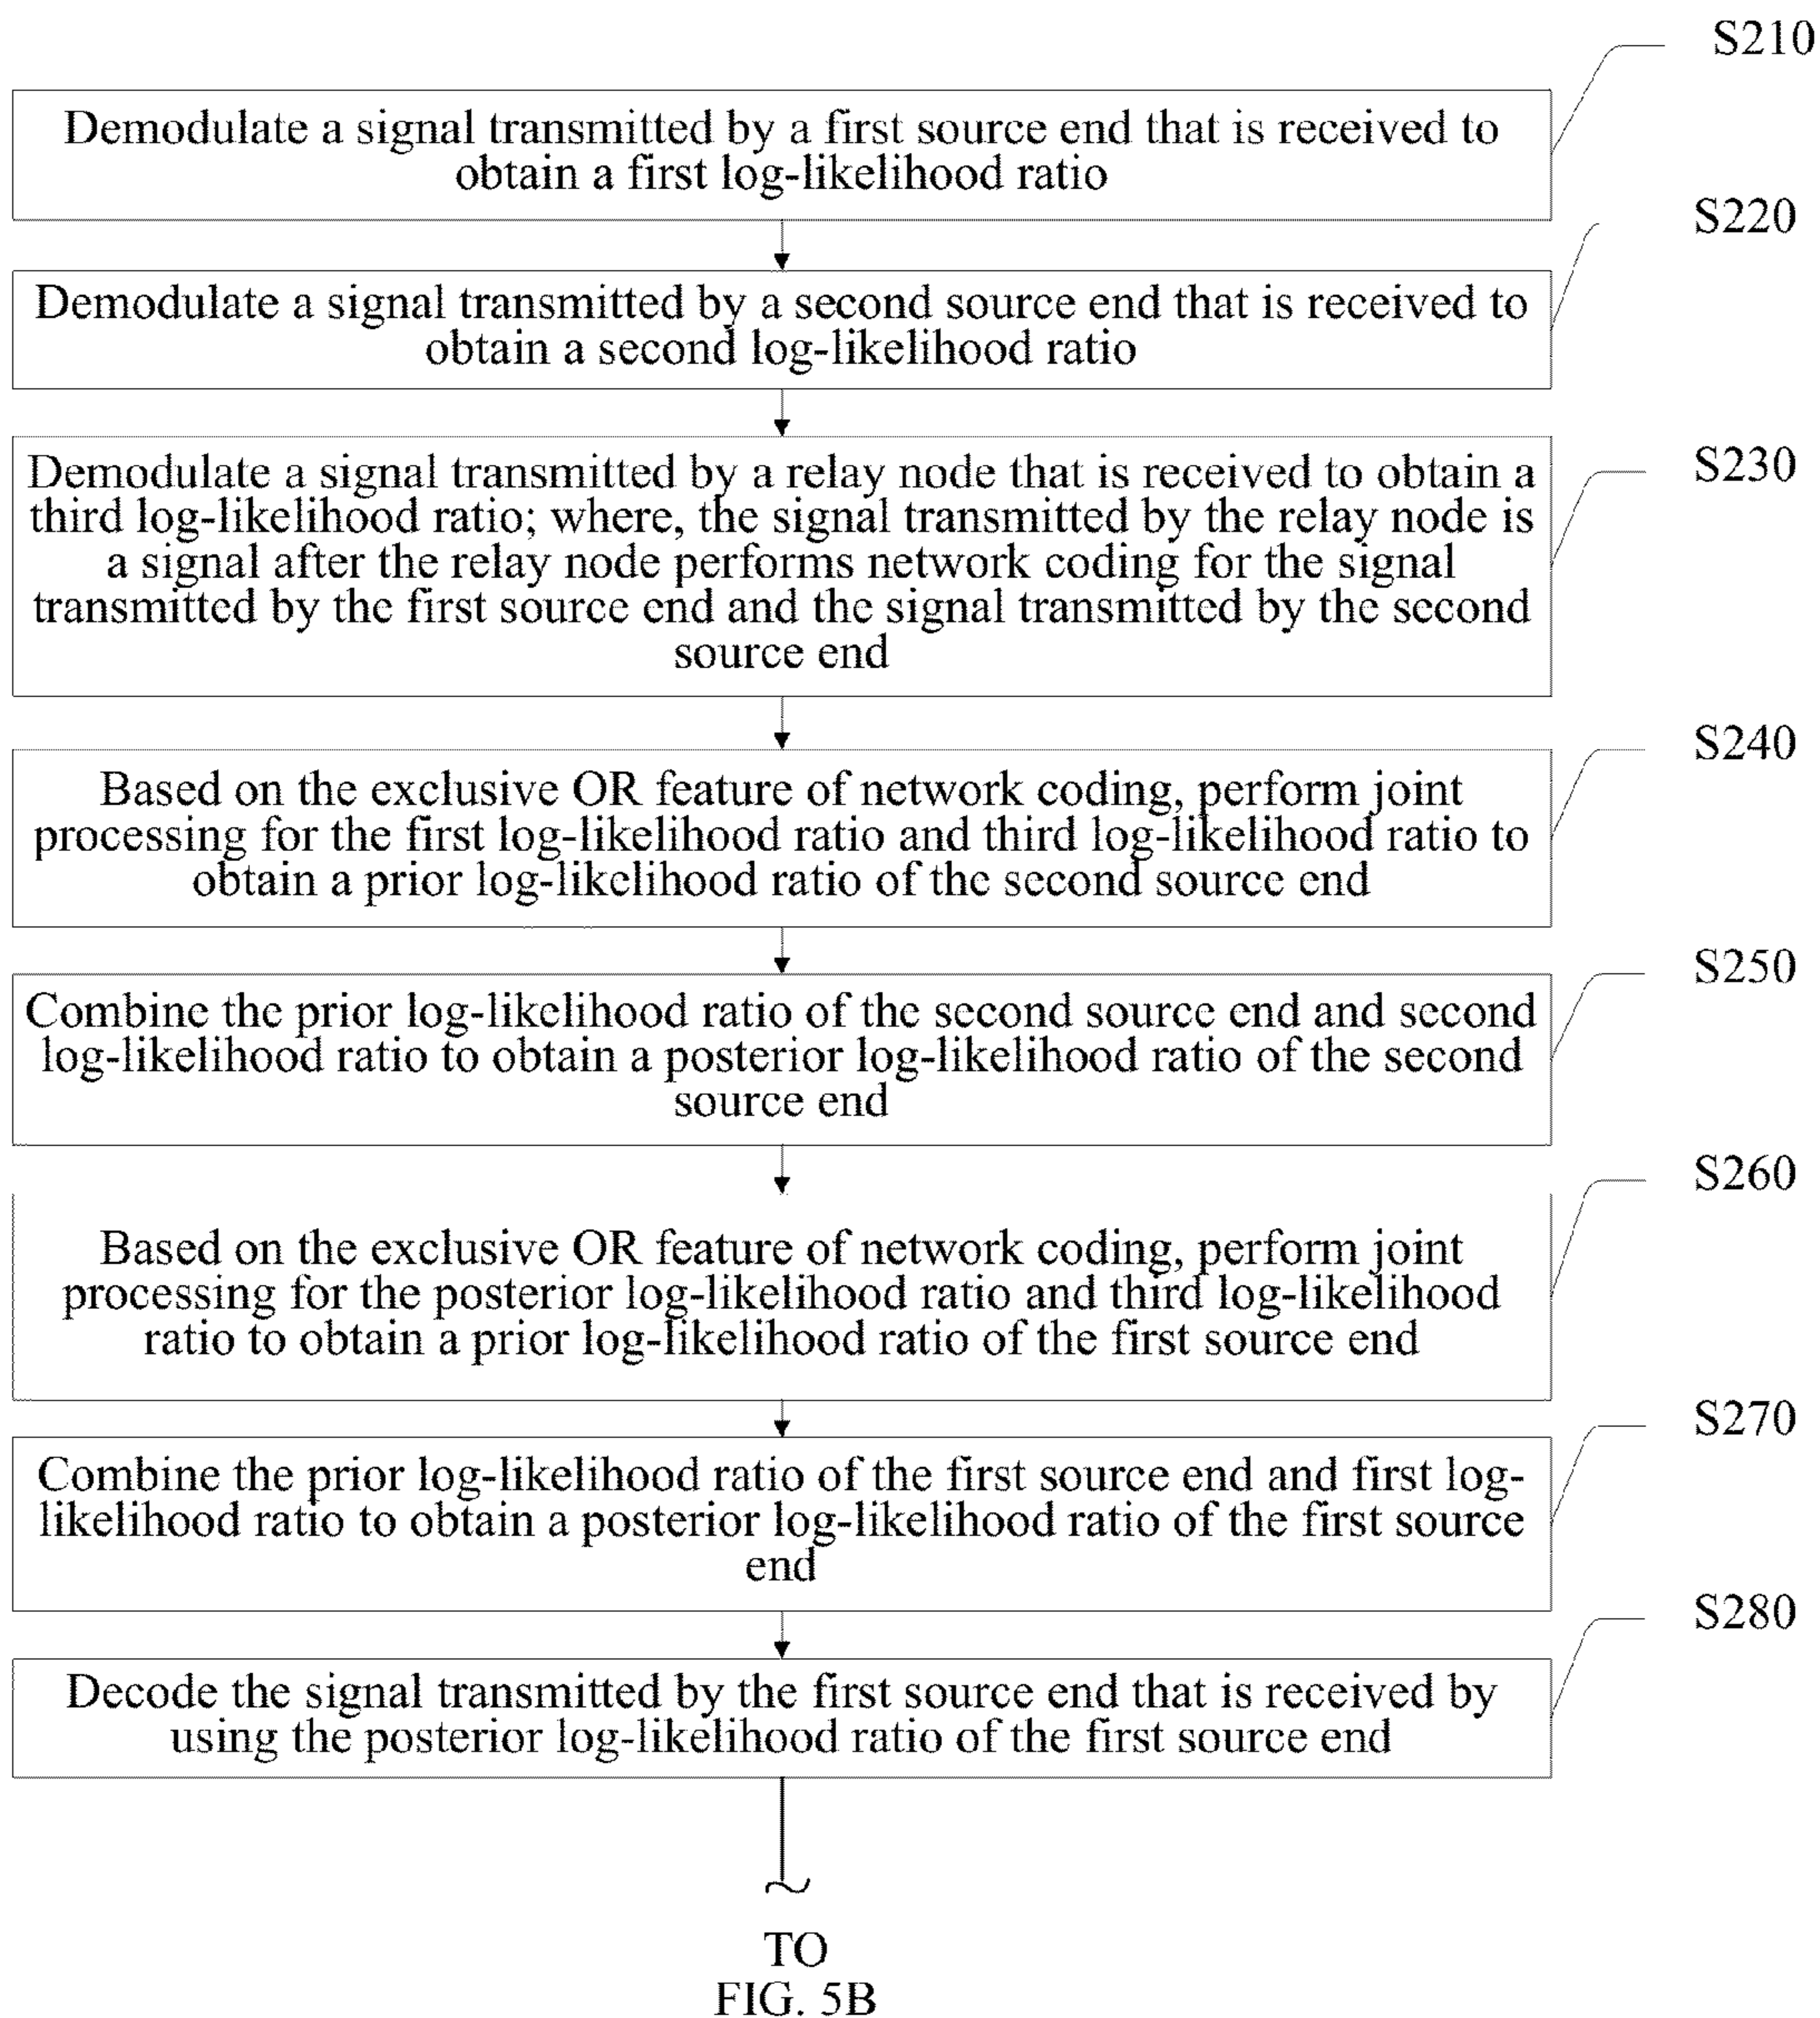 S210
Demodulate a signal transmitted by a first source end that is received to
obtain a first log-likelihood ratio
S220
Demodulate a signal transmitted by a second source end that is received to
obtain a second log-likelihood ratio
S230
Demodulate a signal transmitted by a relay node that is received to obtain a
third log-likelihood ratio; where, the signal transmitted by the relay node is
a signal after the relay node performs network coding for the signal
transmitted by the first source end and the signal transmitted by the second
source end
S240
Based on the exclusive OR feature of network coding, perform joint
processing for the first log-likelihood ratio and third log-likelihood ratio to
obtain a prior log-likelihood ratio of the second source end
S250
Combine the prior log-likelihood ratio of the second source end and second
log-likelihood ratio to obtain a posterior log-likelihood ratio of the second
source end
S260
Based on the exclusive OR feature of network coding, perform joint
processing for the posterior log-likelihood ratio and third log-likelihood
ratio to obtain a prior log-likelihood ratio of the first source end
S270
Combine the prior log-likelihood ratio of the first source end and first log-
likelihood ratio to obtain a posterior log-likelihood ratio of the first source
end
S280
Decode the signal transmitted by the first source end that is received by
using the posterior log-likelihood ratio of the first source end
TO
FIG. 5B